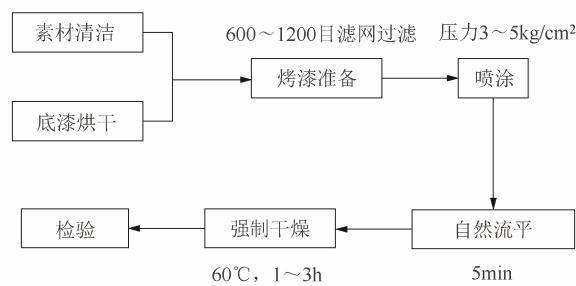 素材清洁
600～1200目滤网过滤
压力3～5kg/cm²
烤漆准备
喷涂
底漆烘干
检验
强制干燥
自然流平
60℃，1～3h
5min